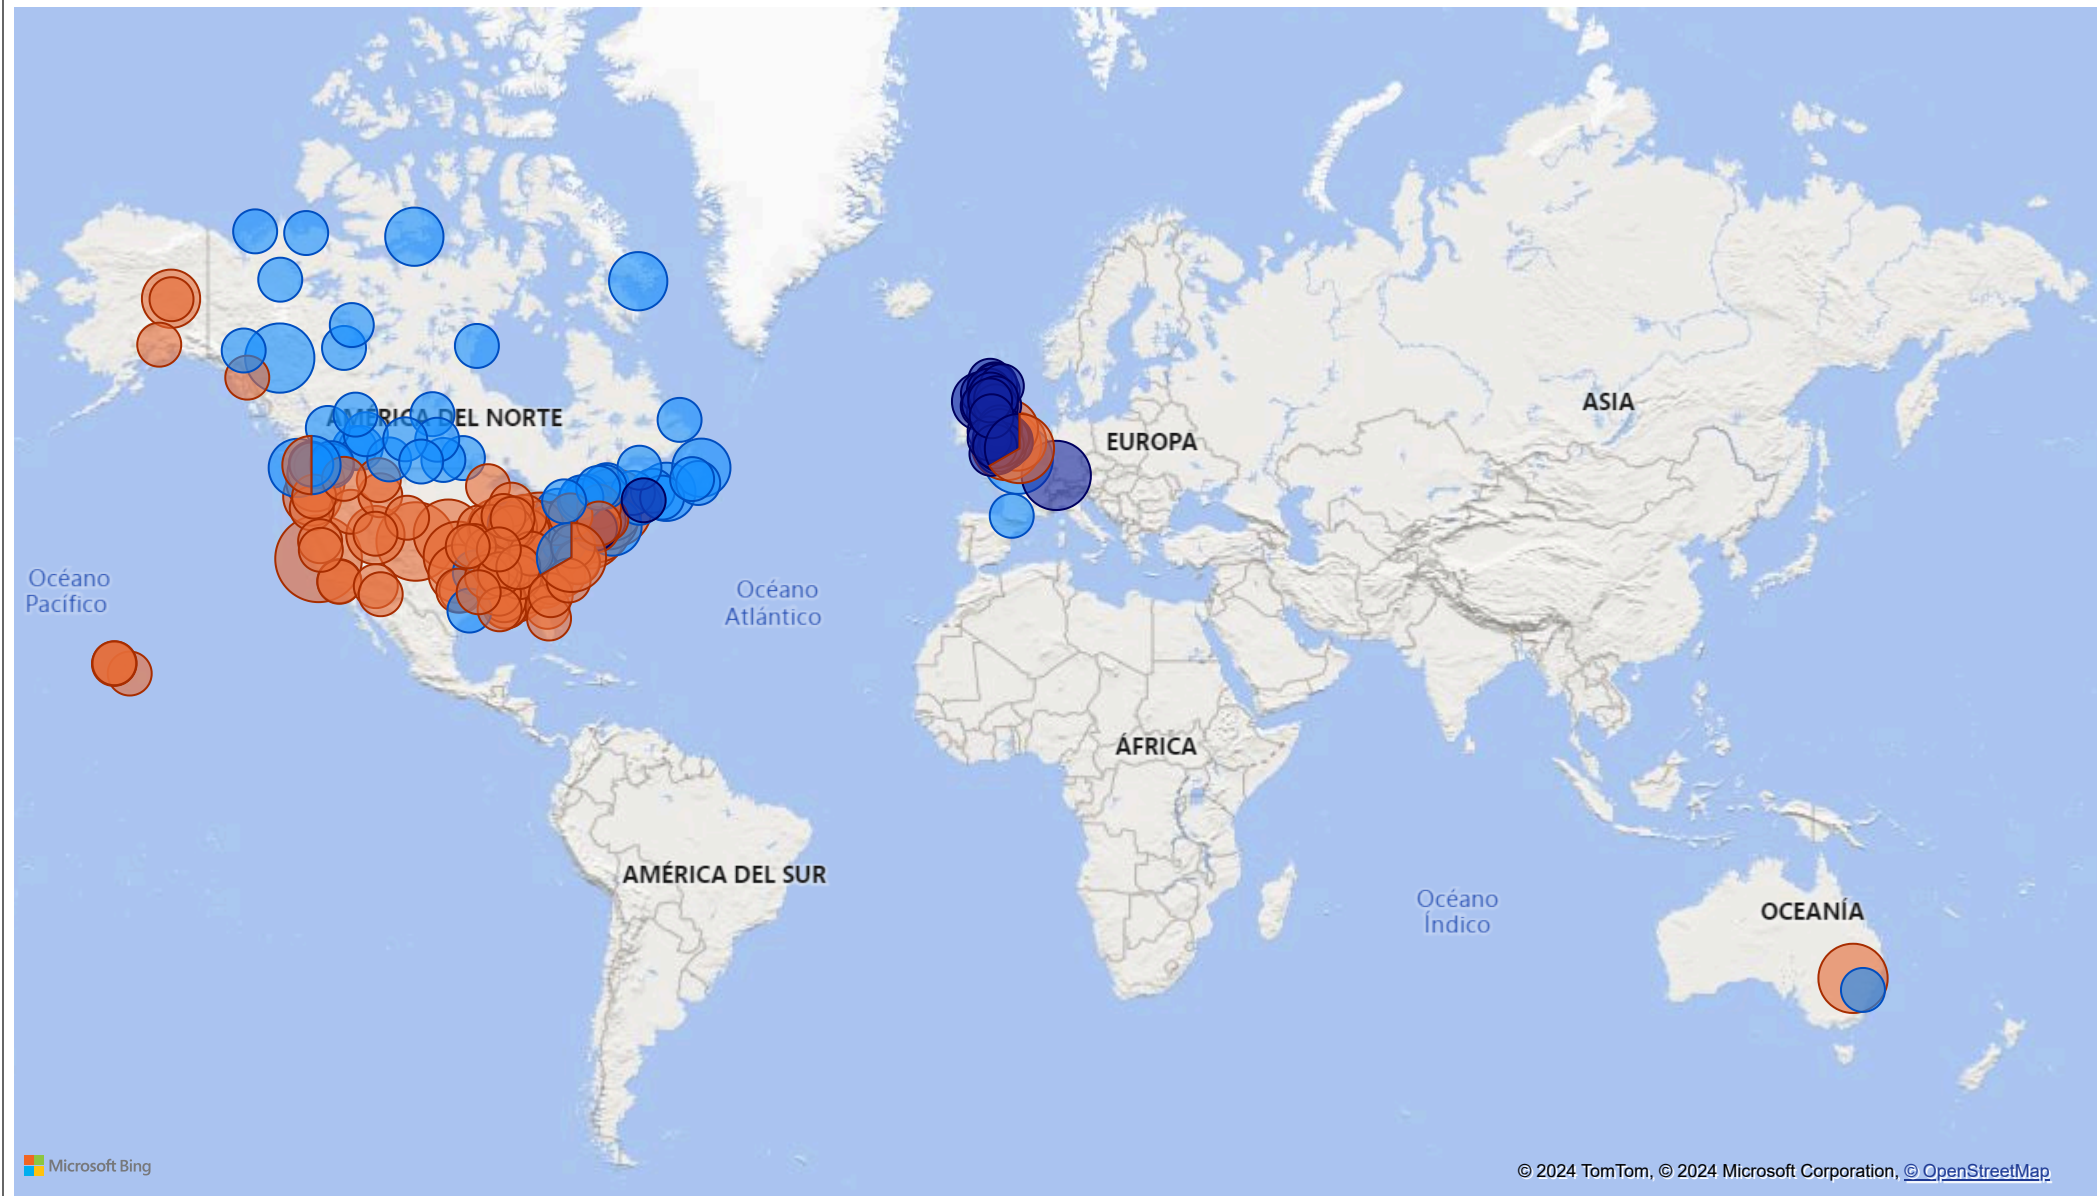 AMÉRICA DEL NORTE
ASIA
EUROPA
Océano
Pacífico
Océano
Atlántico
ÁFRICA
AMÉRICA DEL SUR
Océano
Índico
OCEANÍA
Microsoft Bing
© 2024 TomTom, © 2024 Microsoft Corporation, © OpenStreetMap